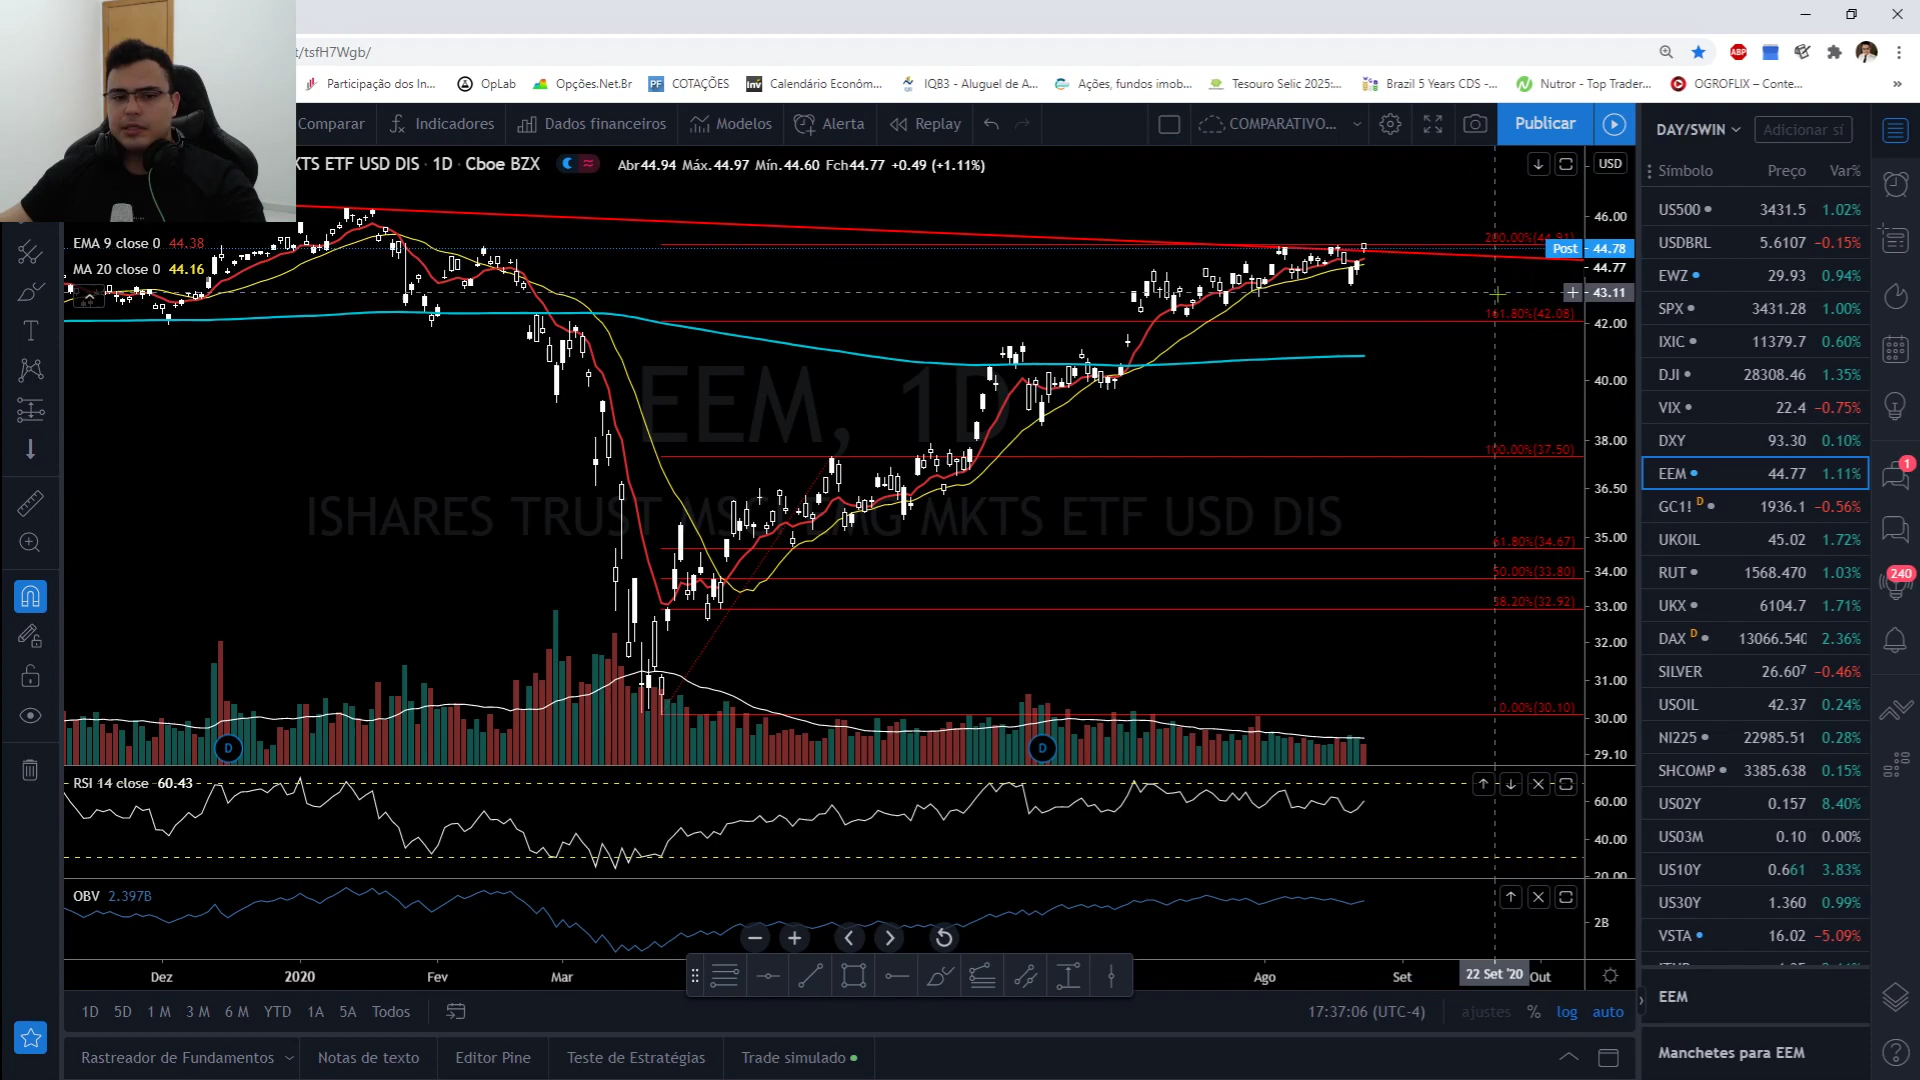 t/tsfH7Wgb/
ABP
Participação dos In...
OpLab
Opções.Net.Br
PF COTAÇÕES
Inv Calendário Econôm...
IQB3 - Aluguel de A...
Ações, fundos imob...
Tesouro Selic 2025:...
Brazil 5 Years CDS -...
Nutror - Top Trader...
OGROFLIX – Conte...
»
Comparar
Indicadores
Dados financeiros
Modelos
Alerta
Replay
COMPARATIVO...
Publicar
DAY/SWIN
Adicionar sí
KTS ETF USD DIS · 1D · Cboe BZX
Abr44.94 Máx.44.97 Mín.44.60 Fch44.77 +0.49 (+1.11%)
USD
EMA 9 close 0 44.38
MA 20 close 0 44.16
EEM, 1D
ISHARES TRUST MS EMG MKTS ETF USD DIS
200.00%(44.91)
161.80%(42.08)
100.00%(37.50)
61.80%(34.67)
50.00%(33.80)
38.20%(32.92)
0.00%(30.10)
46.00
Post 44.78
44.77
43.11
42.00
40.00
38.00
36.50
35.00
34.00
33.00
32.00
31.00
30.00
29.10
D
D
RSI 14 close 60.43
60.00
40.00
20.00
OBV 2.397B
2B
Dez
2020
Fev
Mar
Ago
Set
22 Set '20
Out
1D
5D
1 M
3 M
6 M
YTD
1A
5A
Todos
17:37:06 (UTC-4)
ajustes
%
log
auto
Rastreador de Fundamentos
Notas de texto
Editor Pine
Teste de Estratégias
Trade simulado
Símbolo Preço Var%
US500 3431.5 1.02%
USDBRL 5.6107 −0.15%
EWZ 29.93 0.94%
SPX 3431.28 1.00%
IXIC 11379.7 0.60%
DJI 28308.46 1.35%
VIX 22.4 −0.75%
DXY 93.30 0.10%
EEM 44.77 1.11%
GC1! D 1936.1 −0.56%
UKOIL 45.02 1.72%
RUT 1568.470 1.03%
UKX 6104.7 1.71%
DAX D 13066.540 2.36%
SILVER 26.607 −0.46%
USOIL 42.37 0.24%
NI225 22985.51 0.28%
SHCOMP 3385.638 0.15%
US02Y 0.157 8.40%
US03M 0.10 0.00%
US10Y 0.661 3.83%
US30Y 1.360 0.99%
VSTA 16.02 −5.09%
EEM
Manchetes para EEM
1
240